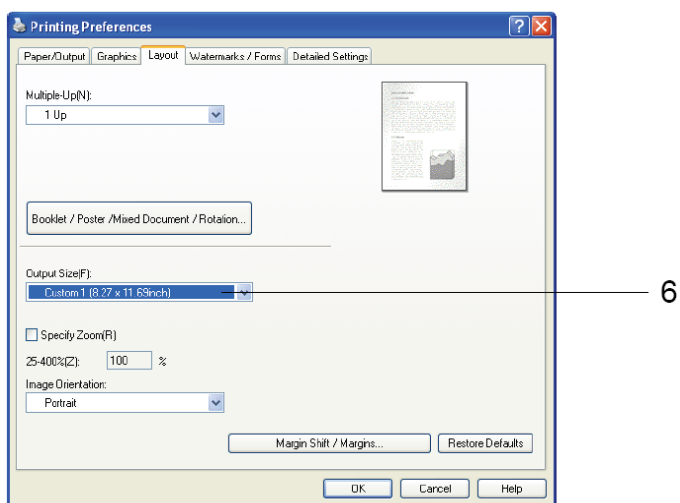 Printing Preferences
Paper/Output Graphics Layout Watermarks / Forms Detailed Settings
Multiple-Up(N):
1 Up
Booklet / Poster /Mixed Document / Rotation...
Output Size(F):
Custom 1 (8.27 x 11.69inch)
6
Specify Zoom(R)
25-400%(Z): 100 %
Image Orientation:
Portrait
Margin Shift / Margins... Restore Defaults
OK Cancel Help